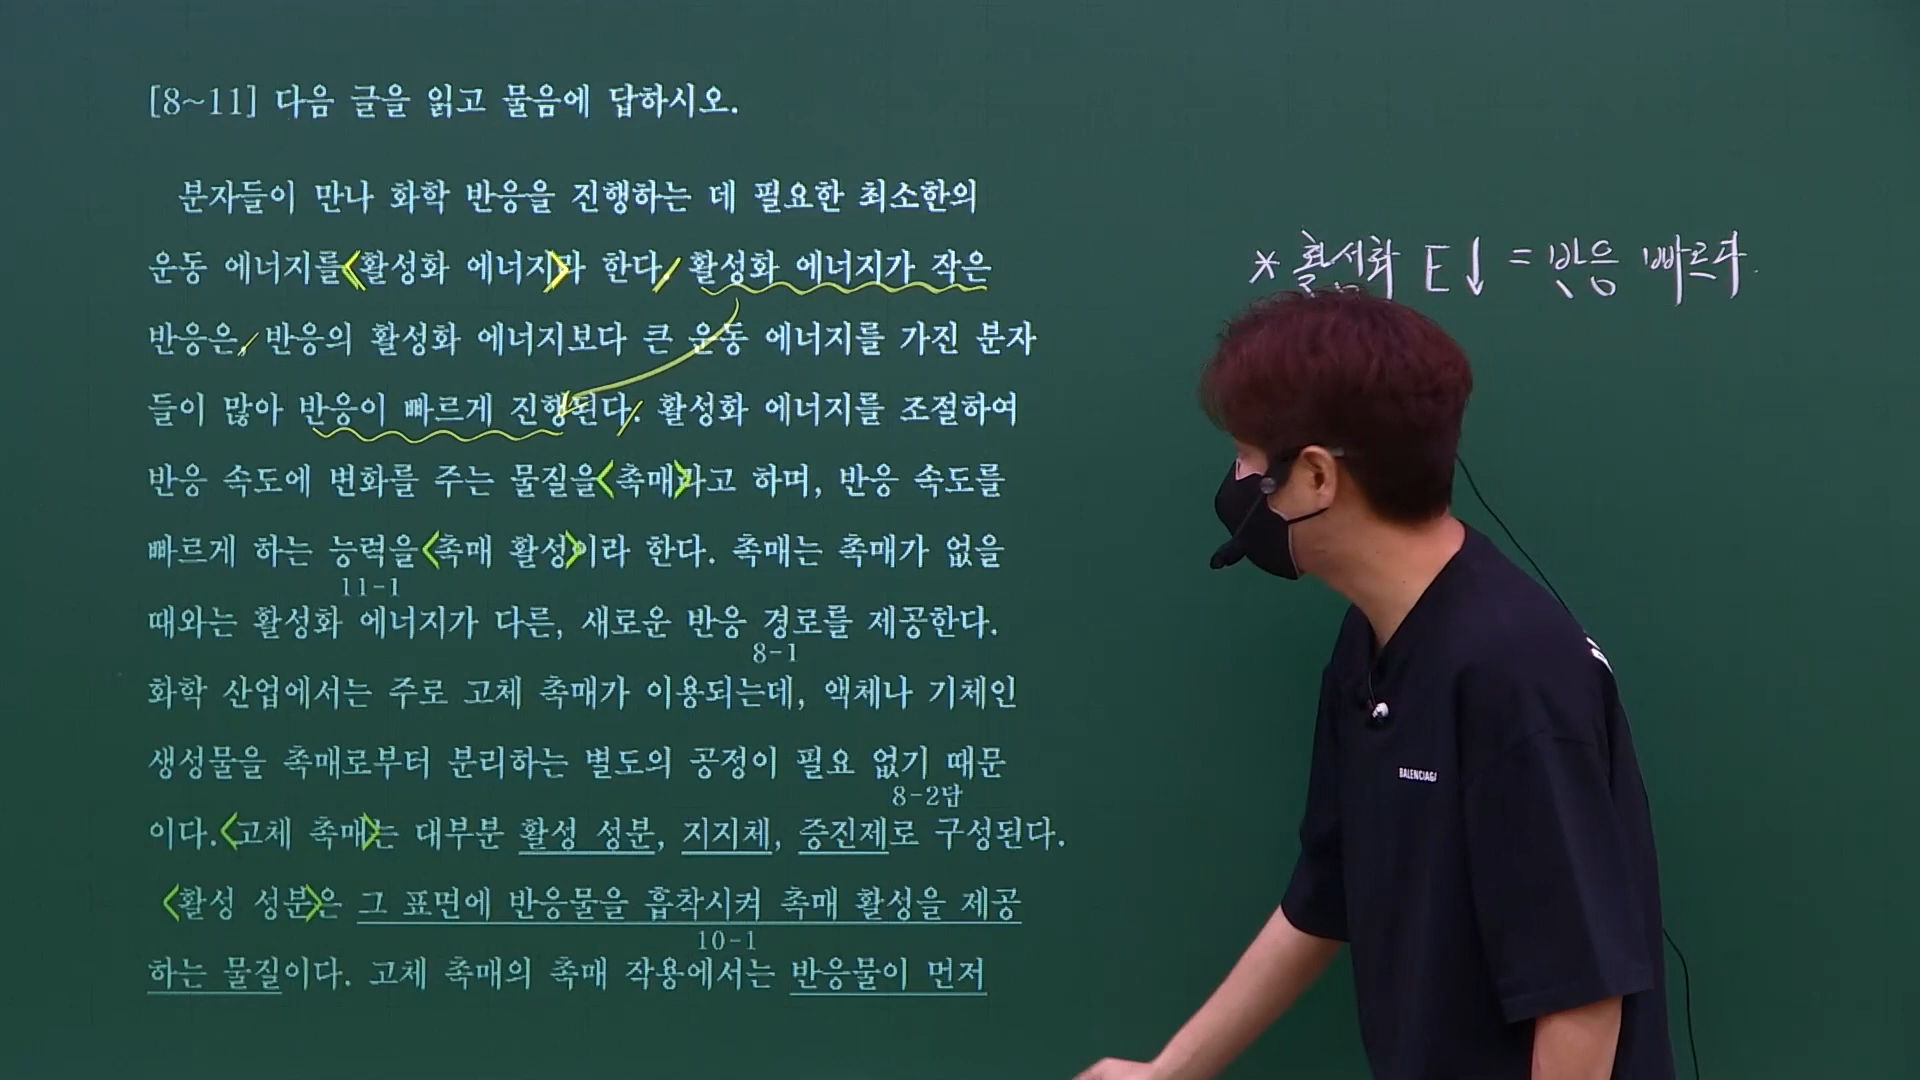 [8~11] 다음 글을 읽고 물음에 답하시오.
분자들이 만나 화학 반응을 진행하는 데 필요한 최소한의
운동 에너지를 <활성화 에너지>라 한다. 활성화 에너지가 작은
반응은, 반응의 활성화 에너지보다 큰 운동 에너지를 가진 분자
들이 많아 반응이 빠르게 진행된다. 활성화 에너지를 조절하여
반응 속도에 변화를 주는 물질을 <촉매>라고 하며, 반응 속도를
빠르게 하는 능력을 <촉매 활성>이라 한다. 촉매는 촉매가 없을
11-1
때와는 활성화 에너지가 다른, 새로운 반응 경로를 제공한다.
8-1
화학 산업에서는 주로 고체 촉매가 이용되는데, 액체나 기체인
생성물을 촉매로부터 분리하는 별도의 공정이 필요 없기 때문
8-2답
이다. <고체 촉매>는 대부분 활성 성분, 지지체, 증진제로 구성된다.
<활성 성분>은 그 표면에 반응물을 흡착시켜 촉매 활성을 제공
10-1
하는 물질이다. 고체 촉매의 촉매 작용에서는 반응물이 먼저
* 활성화 E↓ = 반응 빠르다.
BALENCIAGA